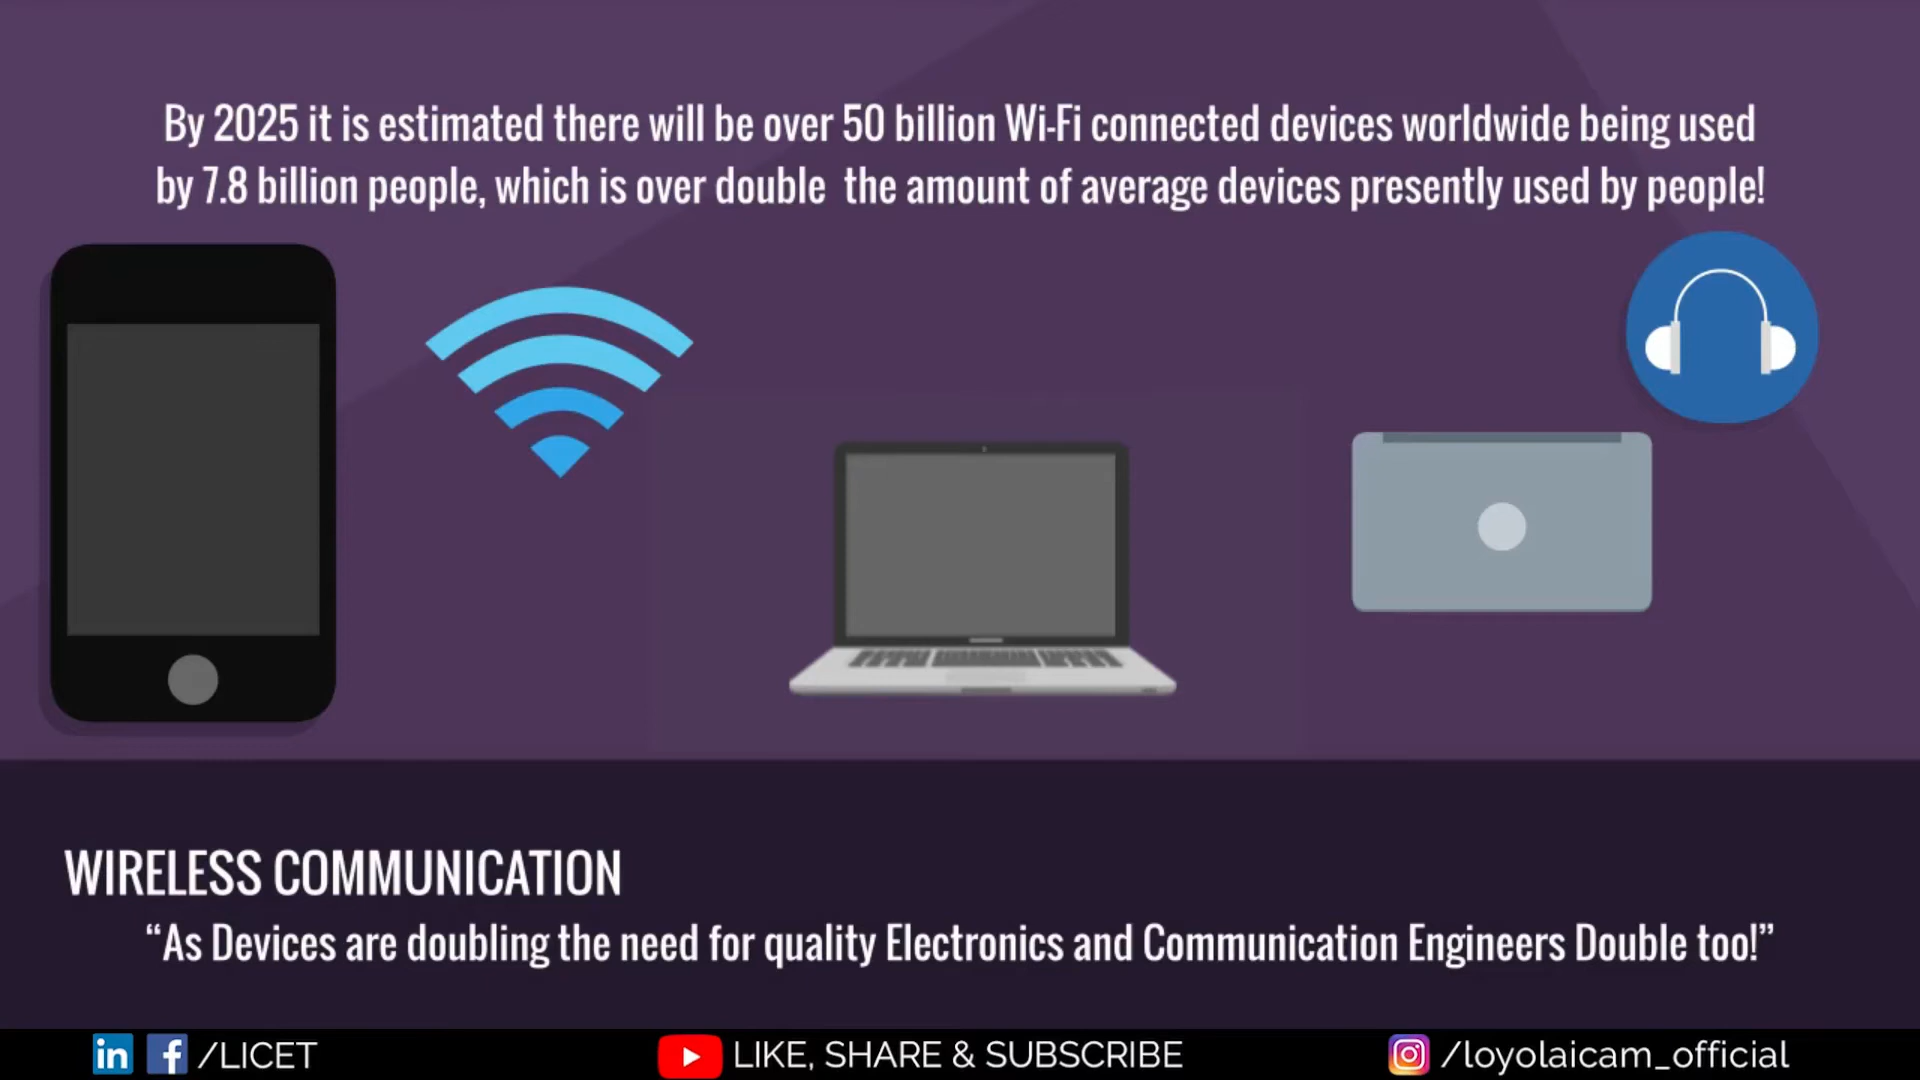 By 2025 it is estimated there will be over 50 billion Wi-Fi connected devices worldwide being used
by 7.8 billion people, which is over double the amount of average devices presently used by people!
WIRELESS COMMUNICATION
“As Devices are doubling the need for quality Electronics and Communication Engineers Double too!”
in f /LICET
LIKE, SHARE & SUBSCRIBE
/loyolaicam_official